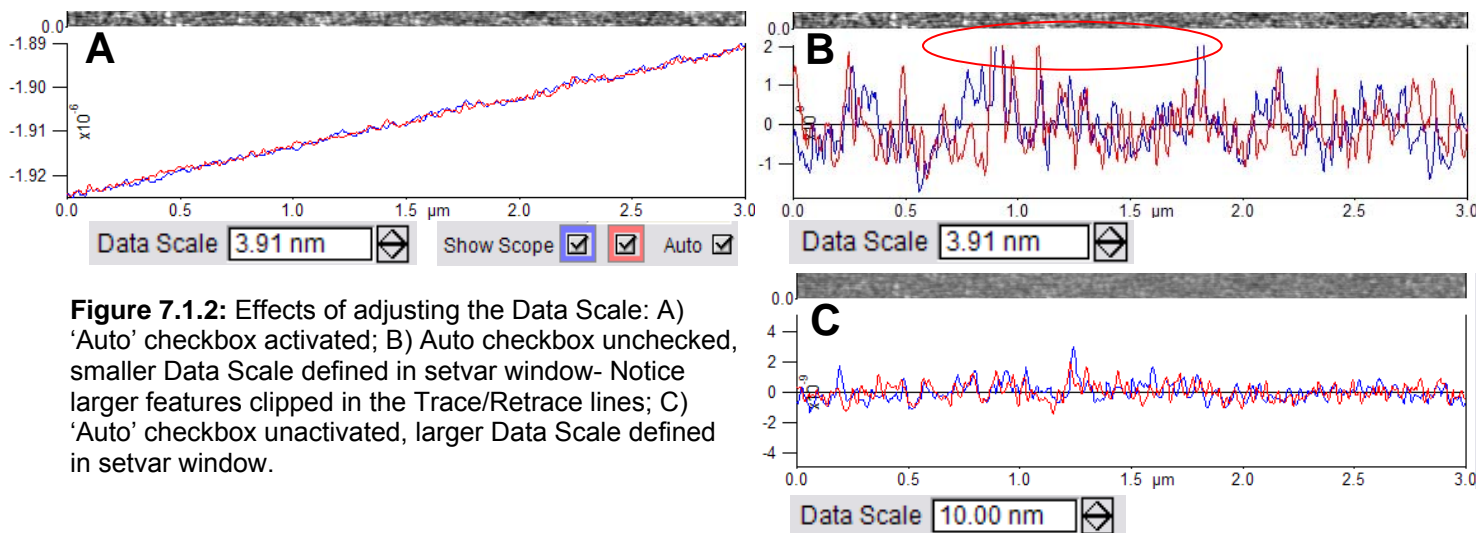 0.0
A
-1.89
-1.90
-1.91
-1.92
x10⁻⁶
0.0 0.5 1.0 1.5 µm 2.0 2.5 3.0
Data Scale 3.91 nm
Show Scope Auto
0.0
B
2
1
0
-1
0.0 0.5 1.0 1.5 µm 2.0 2.5 3.0
Data Scale 3.91 nm
Figure 7.1.2: Effects of adjusting the Data Scale: A)
‘Auto’ checkbox activated; B) Auto checkbox unchecked,
smaller Data Scale defined in setvar window- Notice
larger features clipped in the Trace/Retrace lines; C)
‘Auto’ checkbox unactivated, larger Data Scale defined
in setvar window.
0.0
C
4
2
0
-2
-4
0.0 0.5 1.0 1.5 µm 2.0 2.5 3.0
Data Scale 10.00 nm